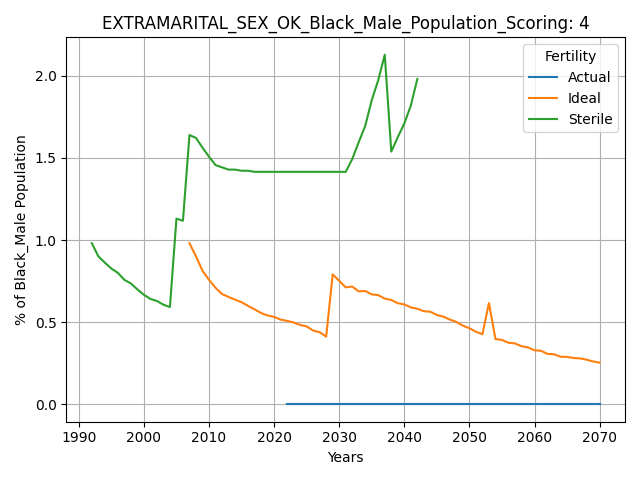 EXTRAMARITAL_SEX_OK_Black_Male_Population_Scoring: 4
Fertility
Actual
Ideal
Sterile
% of Black_Male Population
2.0
1.5
1.0
0.5
0.0
1990 2000 2010 2020 2030 2040 2050 2060 2070
Years